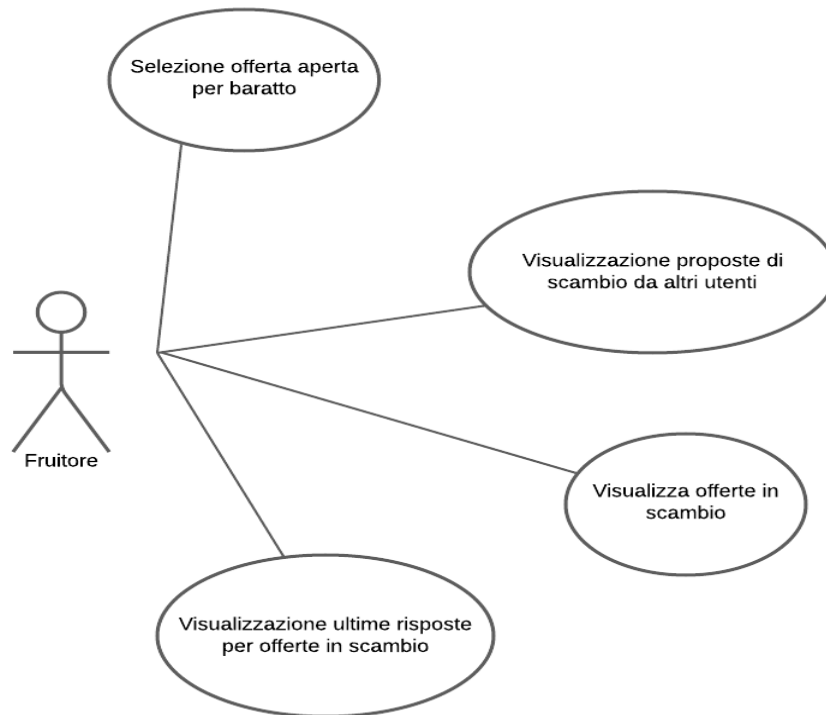 Selezione offerta aperta
per baratto
Visualizzazione proposte di
scambio da altri utenti
Fruitore
Visualizza offerte in
scambio
Visualizzazione ultime risposte
per offerte in scambio